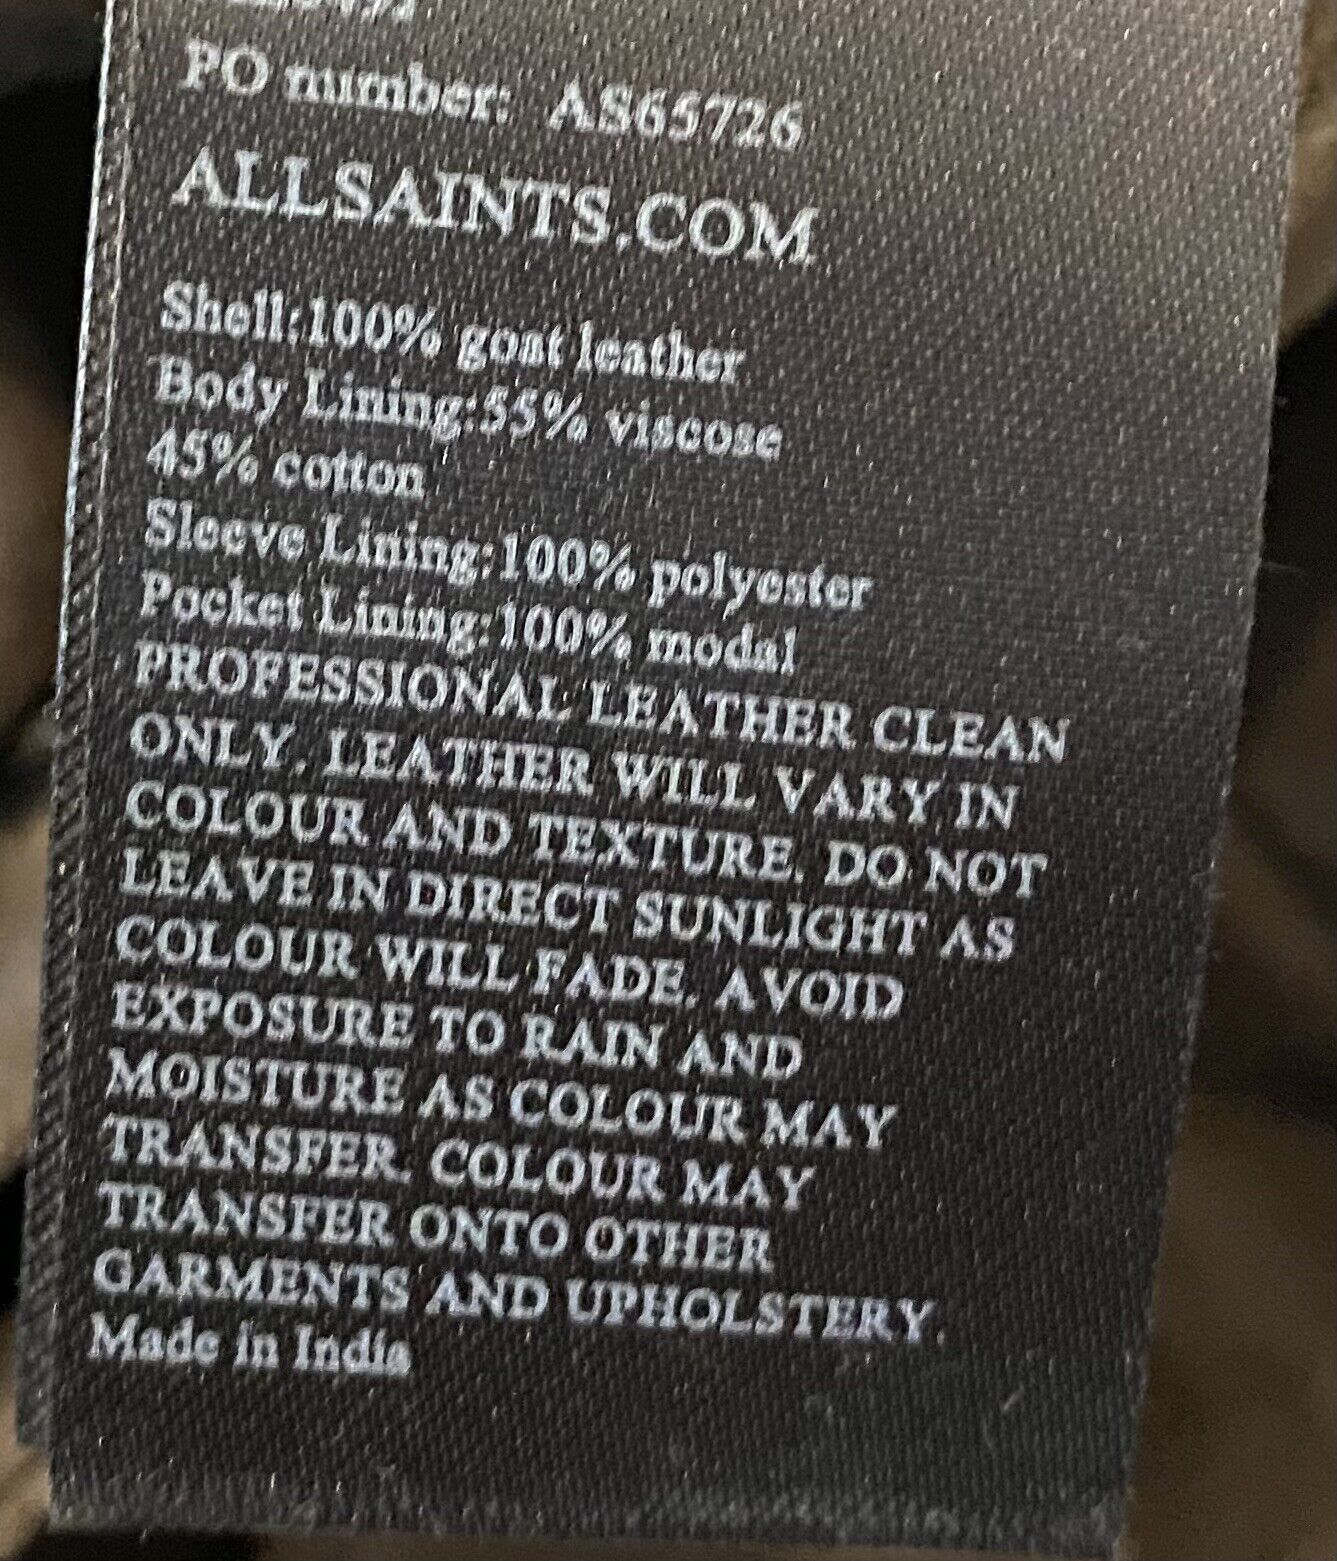 PO number: AS65726
ALLSAINTS.COM
Shell:100% goat leather
Body Lining:55% viscose
45% cotton
Sleeve Lining:100% polyester
Pocket Lining:100% modal
PROFESSIONAL LEATHER CLEAN
ONLY. LEATHER WILL VARY IN
COLOUR AND TEXTURE. DO NOT
LEAVE IN DIRECT SUNLIGHT AS
COLOUR WILL FADE. AVOID
EXPOSURE TO RAIN AND
MOISTURE AS COLOUR MAY
TRANSFER. COLOUR MAY
TRANSFER ONTO OTHER
GARMENTS AND UPHOLSTERY.
Made in India